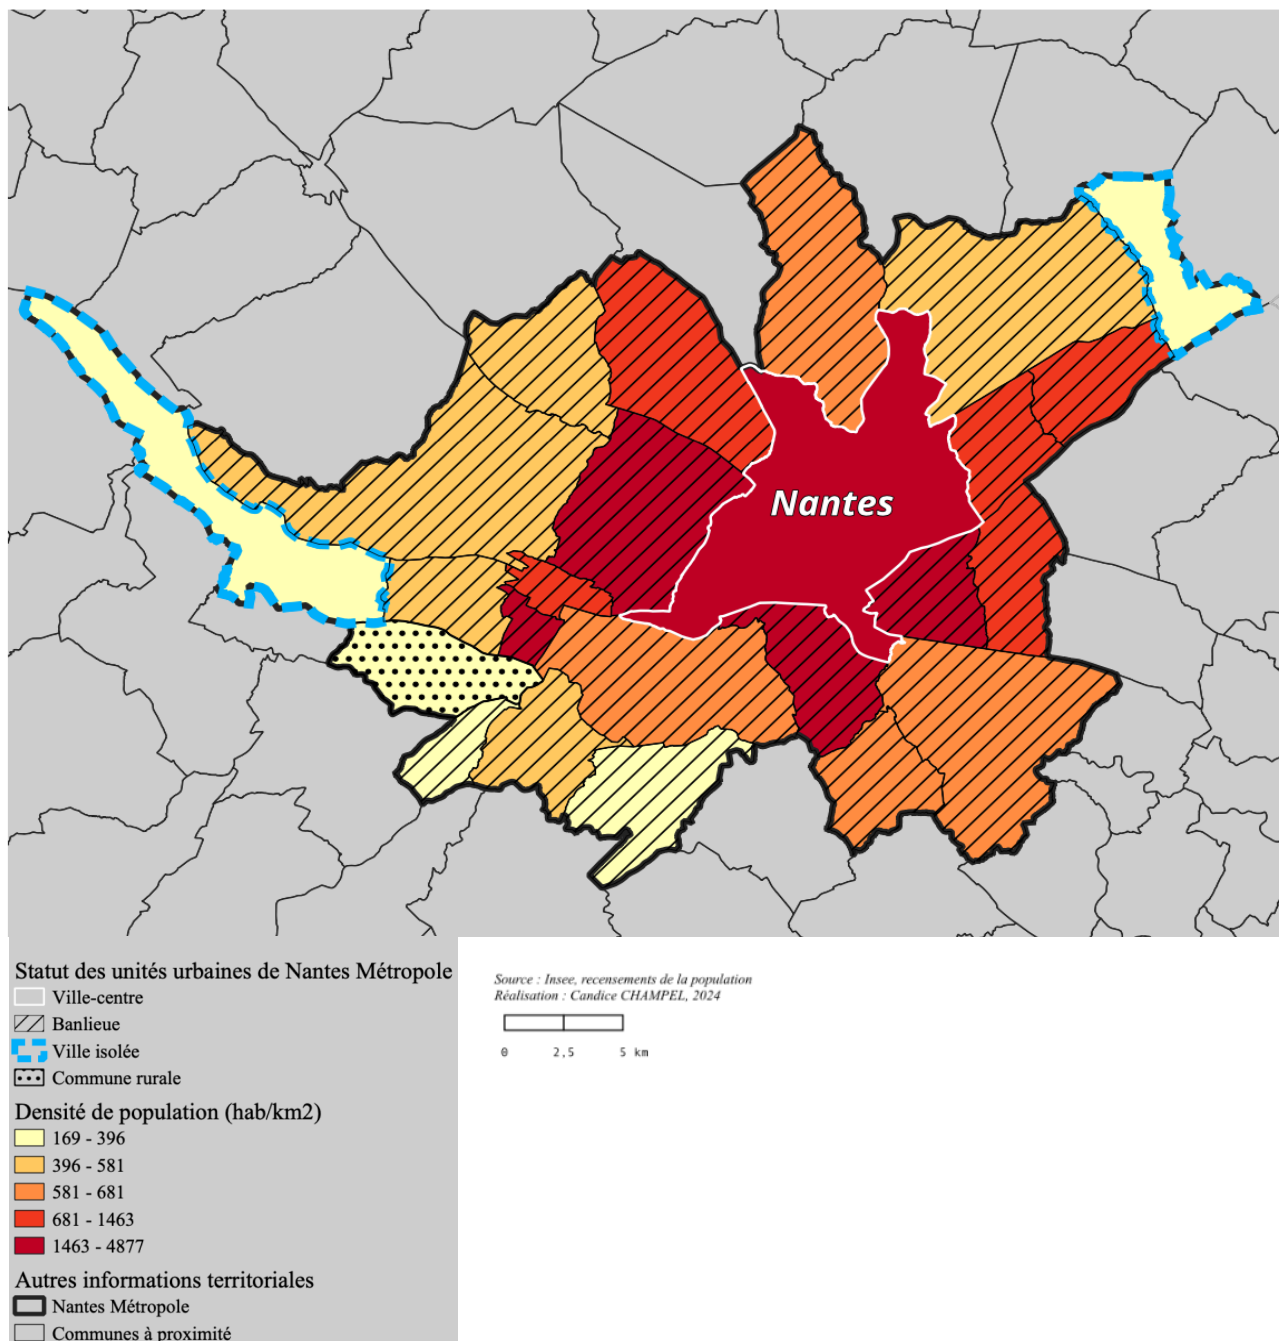 Nantes
Statut des unités urbaines de Nantes Métropole
Ville-centre
Banlieue
Ville isolée
Commune rurale
Densité de population (hab/km2)
169 - 396
396 - 581
581 - 681
681 - 1463
1463 - 4877
Autres informations territoriales
Nantes Métropole
Communes à proximité
Source : Insee, recensements de la population
Réalisation : Candice CHAMPEL, 2024
0 2,5 5 km